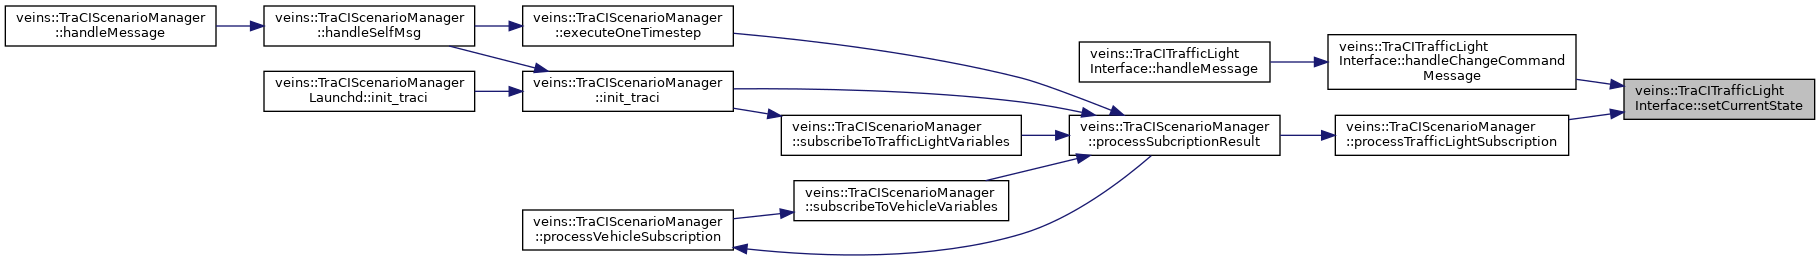 veins::TraCIScenarioManager
::handleMessage
veins::TraCIScenarioManager
::handleSelfMsg
veins::TraCIScenarioManager
::executeOneTimestep
veins::TraCIScenarioManager
Launchd::init_traci
veins::TraCIScenarioManager
::init_traci
veins::TraCIScenarioManager
::subscribeToTrafficLightVariables
veins::TraCIScenarioManager
::subscribeToVehicleVariables
veins::TraCIScenarioManager
::processVehicleSubscription
veins::TraCITrafficLight
Interface::handleMessage
veins::TraCIScenarioManager
::processSubcriptionResult
veins::TraCITrafficLight
Interface::handleChangeCommand
Message
veins::TraCIScenarioManager
::processTrafficLightSubscription
veins::TraCITrafficLight
Interface::setCurrentState